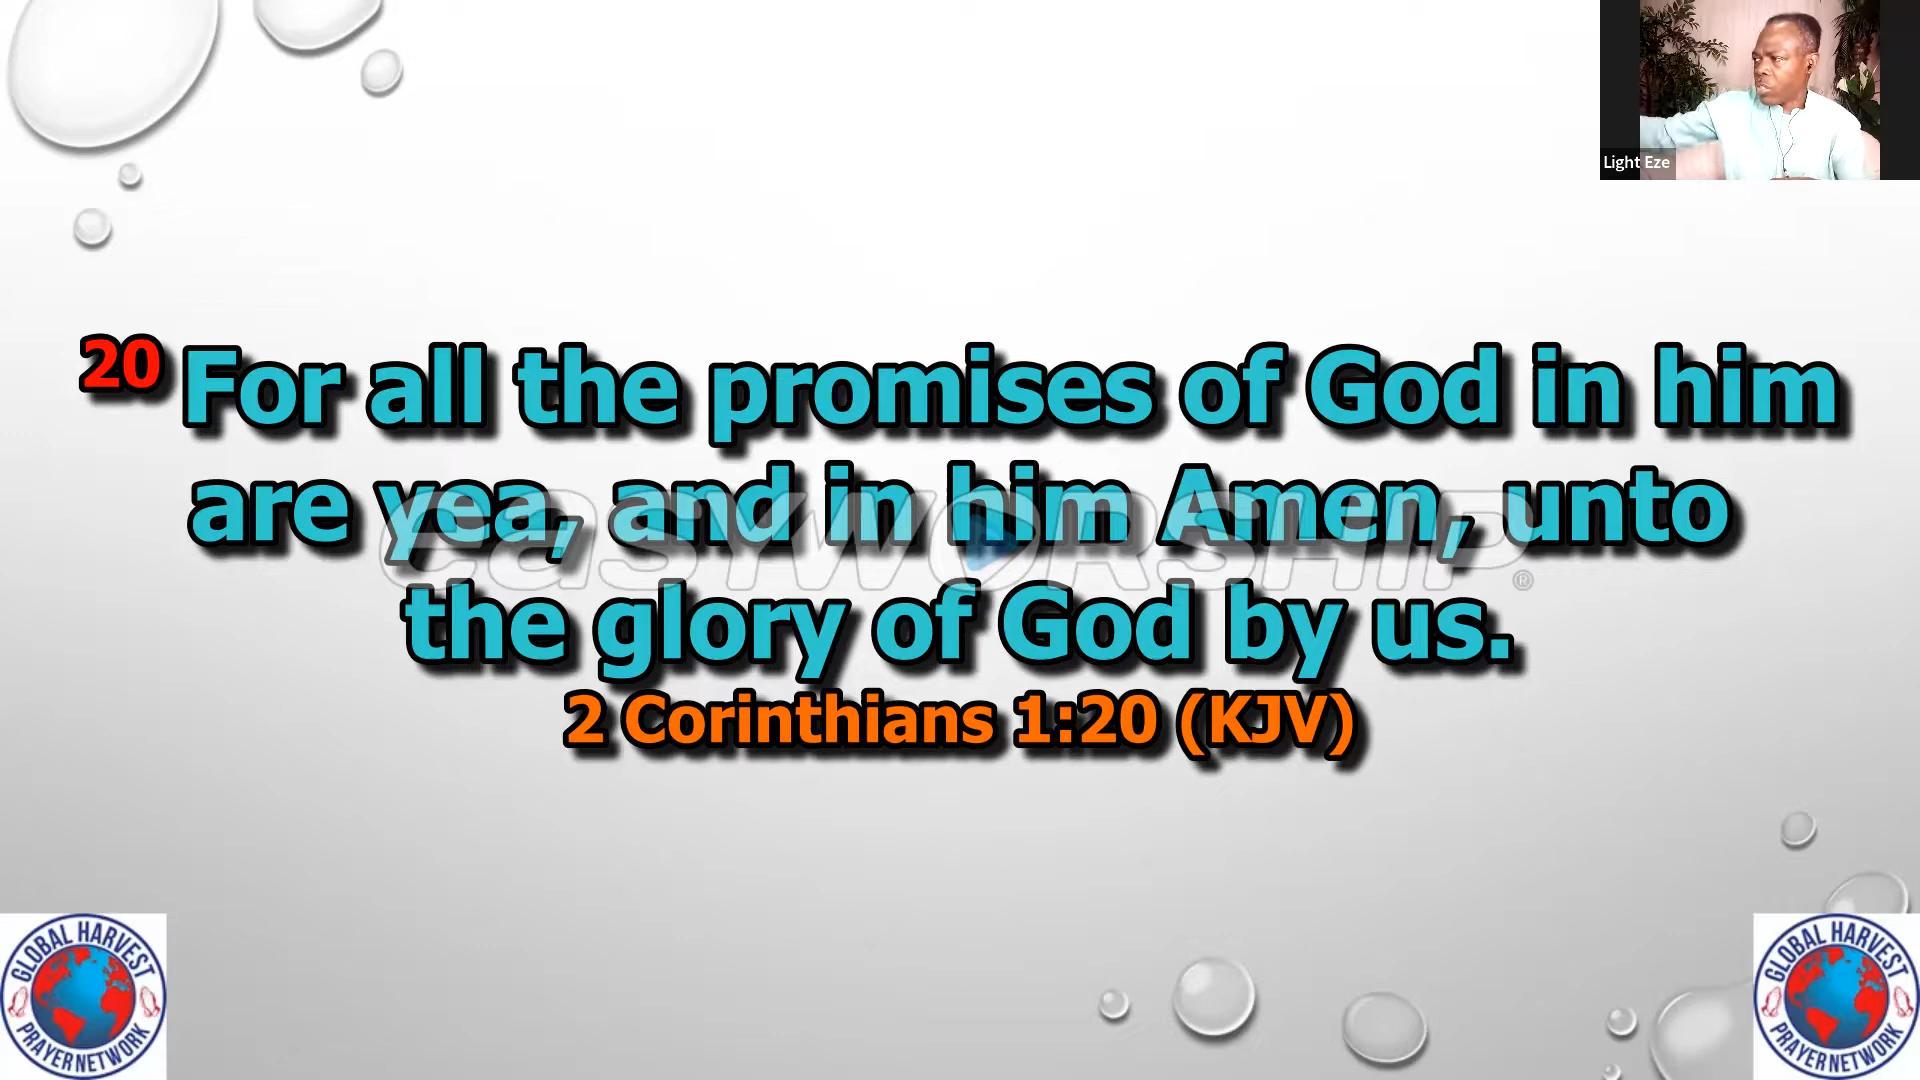 Light Eze
20 For all the promises of God in him
are yea, and in him Amen, unto
the glory of God by us.
2 Corinthians 1:20 (KJV)
easyworship®
GLOBAL HARVEST
PRAYER NETWORK
GLOBAL HARVEST
PRAYER NETWORK